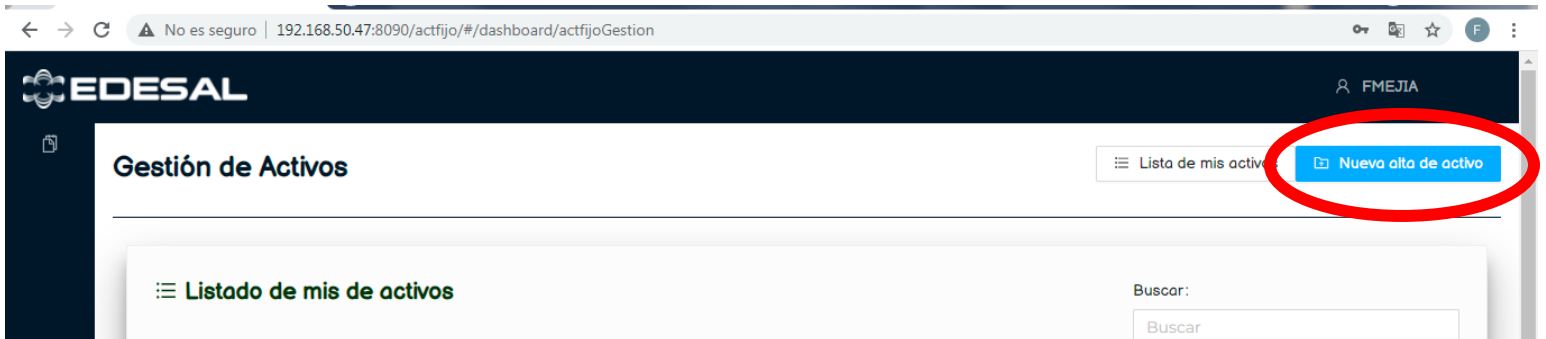 No es seguro | 192.168.50.47:8090/actfijo/#/dashboard/actfijoGestion
F
EDESAL
FMEJIA
Gestión de Activos
Lista de mis activos
Nueva alta de activo
Listado de mis de activos
Buscar:
Buscar